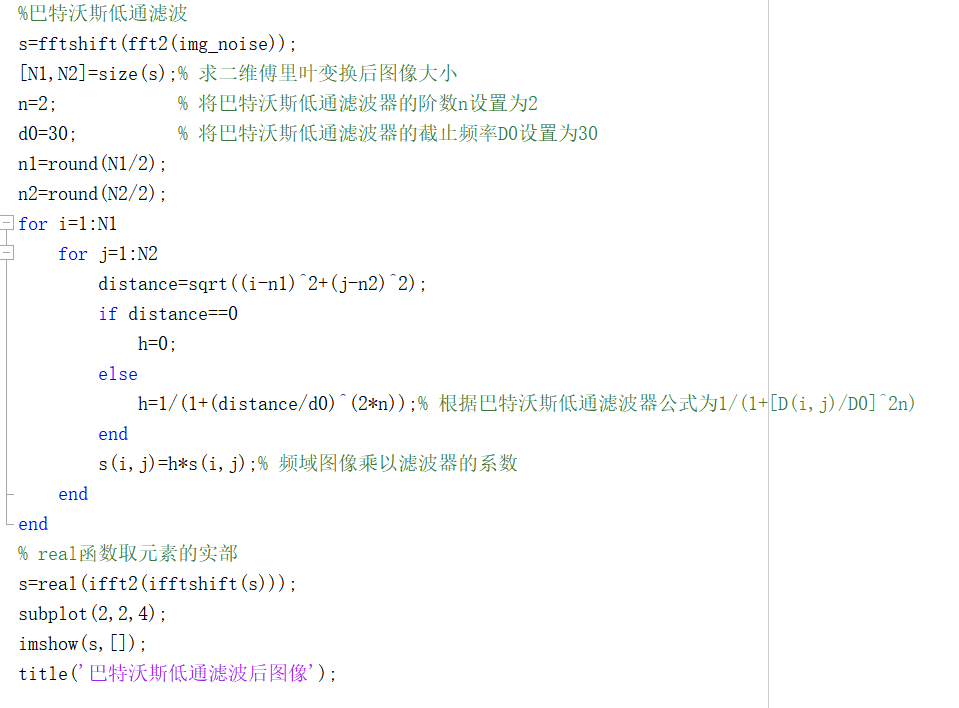 %巴特沃斯低通滤波
s=fftshift(fft2(img_noise));
[N1,N2]=size(s);% 求二维傅里叶变换后图像大小
n=2;            % 将巴特沃斯低通滤波器的阶数n设置为2
d0=30;          % 将巴特沃斯低通滤波器的截止频率D0设置为30
n1=round(N1/2);
n2=round(N2/2);
for i=1:N1
    for j=1:N2
        distance=sqrt((i-n1)^2+(j-n2)^2);
        if distance==0
            h=0;
        else
            h=1/(1+(distance/d0)^(2*n));% 根据巴特沃斯低通滤波器公式为1/(1+[D(i,j)/D0]^2n)
        end
        s(i,j)=h*s(i,j);% 频域图像乘以滤波器的系数
    end
end
% real函数取元素的实部
s=real(ifft2(ifftshift(s)));
subplot(2,2,4);
imshow(s,[]);
title('巴特沃斯低通滤波后图像');